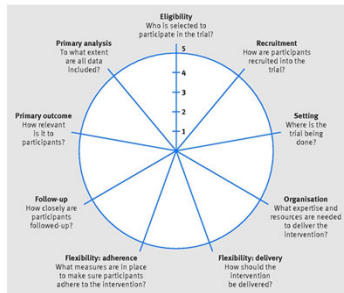 Eligibility
Who is selected to
participate in the trial?
Primary analysis
To what extent
are all data
included?
5
4
3
2
1
Recruitment
How are participants
recruited into the
trial?
Primary outcome
How relevant
is it to
participants?
Setting
Where is the
trial being
done?
Follow-up
How closely are
participants
followed-up?
Organisation
What expertise and
resources are needed
to deliver the
intervention?
Flexibility: adherence
What measures are in place
to make sure participants
adhere to the intervention?
Flexibility: delivery
How should the
intervention
be delivered?